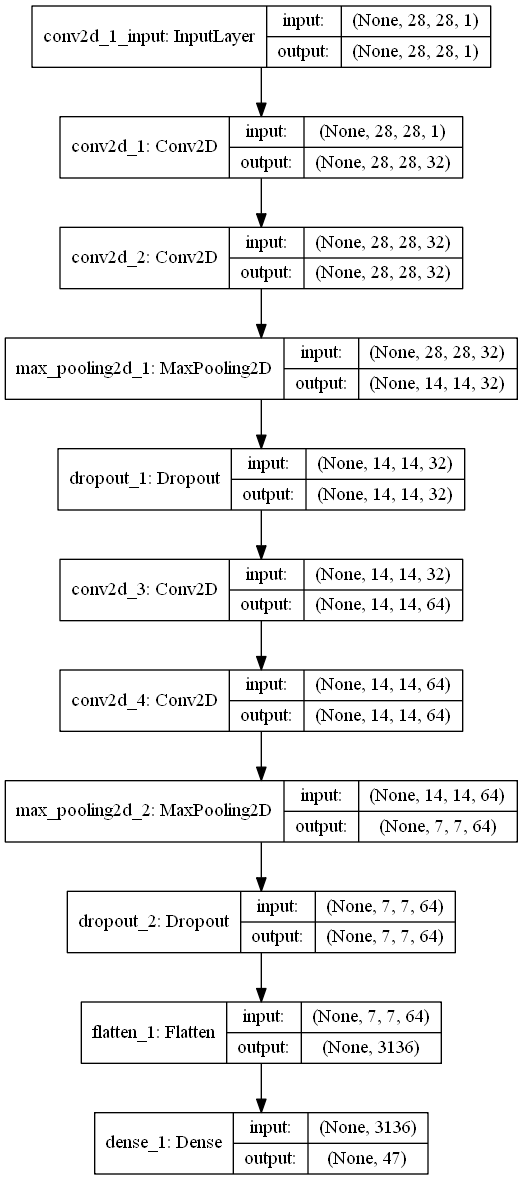 conv2d_1_input: InputLayer
input: (None, 28, 28, 1)
output: (None, 28, 28, 1)
conv2d_1: Conv2D
input: (None, 28, 28, 1)
output: (None, 28, 28, 32)
conv2d_2: Conv2D
input: (None, 28, 28, 32)
output: (None, 28, 28, 32)
max_pooling2d_1: MaxPooling2D
input: (None, 28, 28, 32)
output: (None, 14, 14, 32)
dropout_1: Dropout
input: (None, 14, 14, 32)
output: (None, 14, 14, 32)
conv2d_3: Conv2D
input: (None, 14, 14, 32)
output: (None, 14, 14, 64)
conv2d_4: Conv2D
input: (None, 14, 14, 64)
output: (None, 14, 14, 64)
max_pooling2d_2: MaxPooling2D
input: (None, 14, 14, 64)
output: (None, 7, 7, 64)
dropout_2: Dropout
input: (None, 7, 7, 64)
output: (None, 7, 7, 64)
flatten_1: Flatten
input: (None, 7, 7, 64)
output: (None, 3136)
dense_1: Dense
input: (None, 3136)
output: (None, 47)